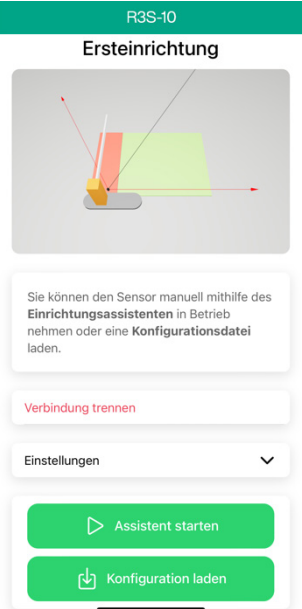 R3S-10
Ersteinrichtung
Sie können den Sensor manuell mithilfe des
Einrichtungsassistenten in Betrieb
nehmen oder eine Konfigurationsdatei
laden.
Verbindung trennen
Einstellungen
Assistent starten
Konfiguration laden